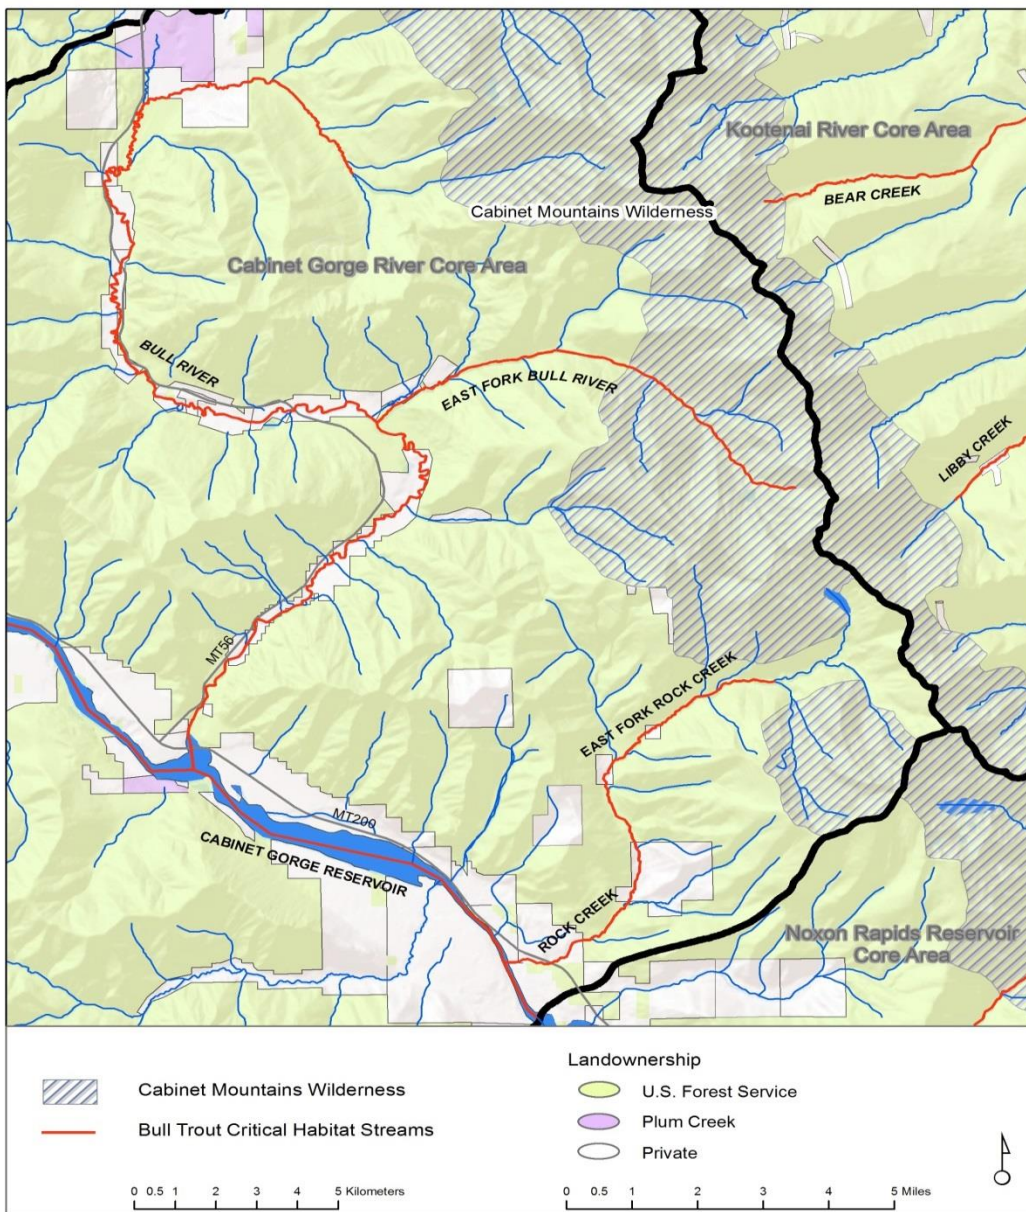 Kootenai River Core Area
BEAR CREEK
Cabinet Mountains Wilderness
Cabinet Gorge River Core Area
BULL RIVER
EAST FORK BULL RIVER
LIBBY CREEK
MT56
EAST FORK ROCK CREEK
MT200
CABINET GORGE RESERVOIR
ROCK CREEK
Noxon Rapids Reservoir
Core Area
Landownership
Cabinet Mountains Wilderness
U.S. Forest Service
Bull Trout Critical Habitat Streams
Plum Creek
Private
0 0.5 1 2 3 4 5 Kilometers
0 0.5 1 2 3 4 5 Miles